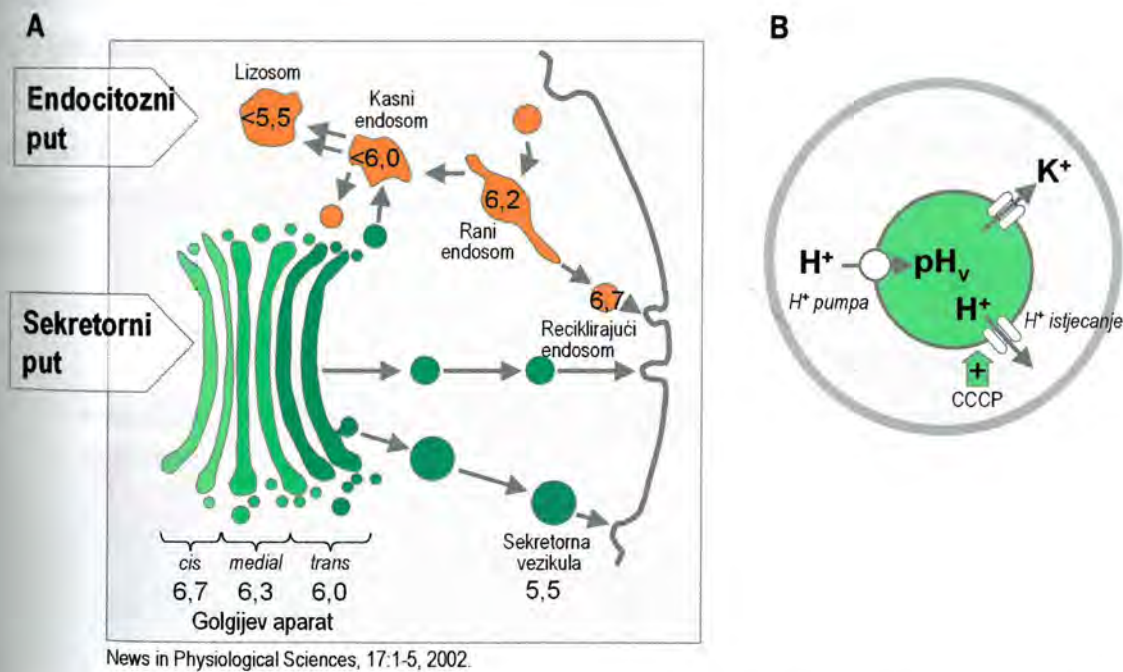 A
Endocitozni
put
Lizosom
<5,5
Kasni
endosom
<6,0
6,2
Rani
endosom
6,7
Reciklirajući
endosom
Sekretorni
put
Sekretorna
vezikula
5,5
cis medial trans
6,7 6,3 6,0
Golgijev aparat
News in Physiological Sciences, 17:1-5, 2002.
B
K+
H+ pHv
H+ pumpa
H+
H+ istjecanje
+
CCCP